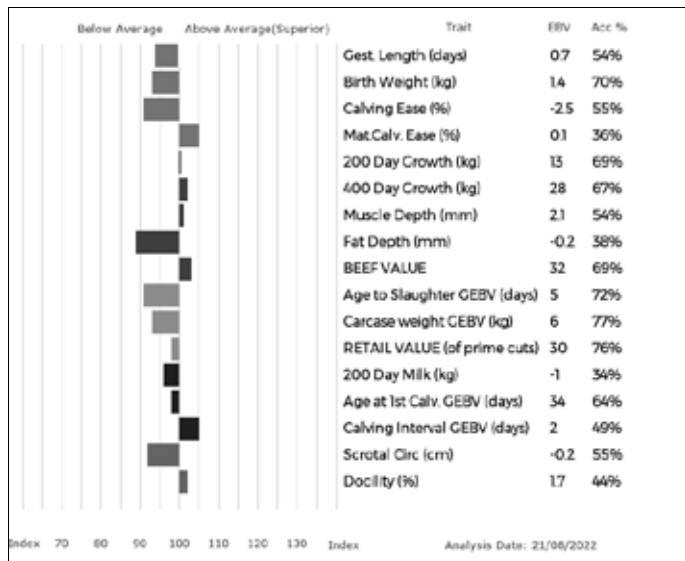 Below Average Above Average(Superior) Trait EBV Acc %
Gest. Length (days) 0.7 54%
Birth Weight (kg) 1.4 70%
Calving Ease (%) -2.5 55%
Mat.Calv. Ease (%) 0.1 36%
200 Day Growth (kg) 13 69%
400 Day Growth (kg) 28 67%
Muscle Depth (mm) 2.1 54%
Fat Depth (mm) -0.2 38%
BEEF VALUE 32 69%
Age to Slaughter GEBV (days) 5 72%
Carcase weight GEBV (kg) 6 77%
RETAIL VALUE (of prime cuts) 30 76%
200 Day Milk (kg) -1 34%
Age at 1st Calv. GEBV (days) 34 64%
Calving Interval GEBV (days) 2 49%
Scrotal Circ (cm) -0.2 55%
Docility (%) 1.7 44%
Index 70 80 90 100 110 120 130 Index Analysis Date: 21/08/2022